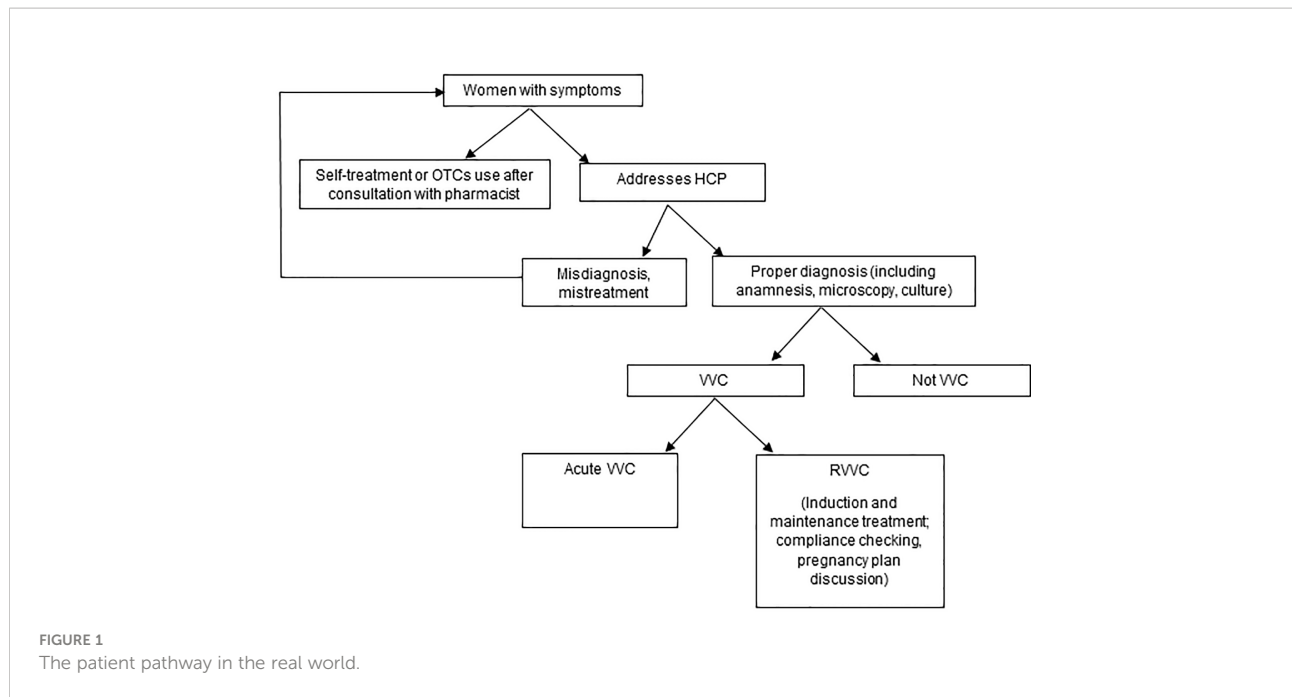 Women with symptoms
Self-treatment or OTCs use after
consultation with pharmacist
Addresses HCP
Misdiagnosis,
mistreatment
Proper diagnosis (including
anamnesis, microscopy, culture)
VVC
Not VVC
Acute VVC
RVVC
(Induction and
maintenance treatment;
compliance checking,
pregnancy plan
discussion)
FIGURE 1
The patient pathway in the real world.